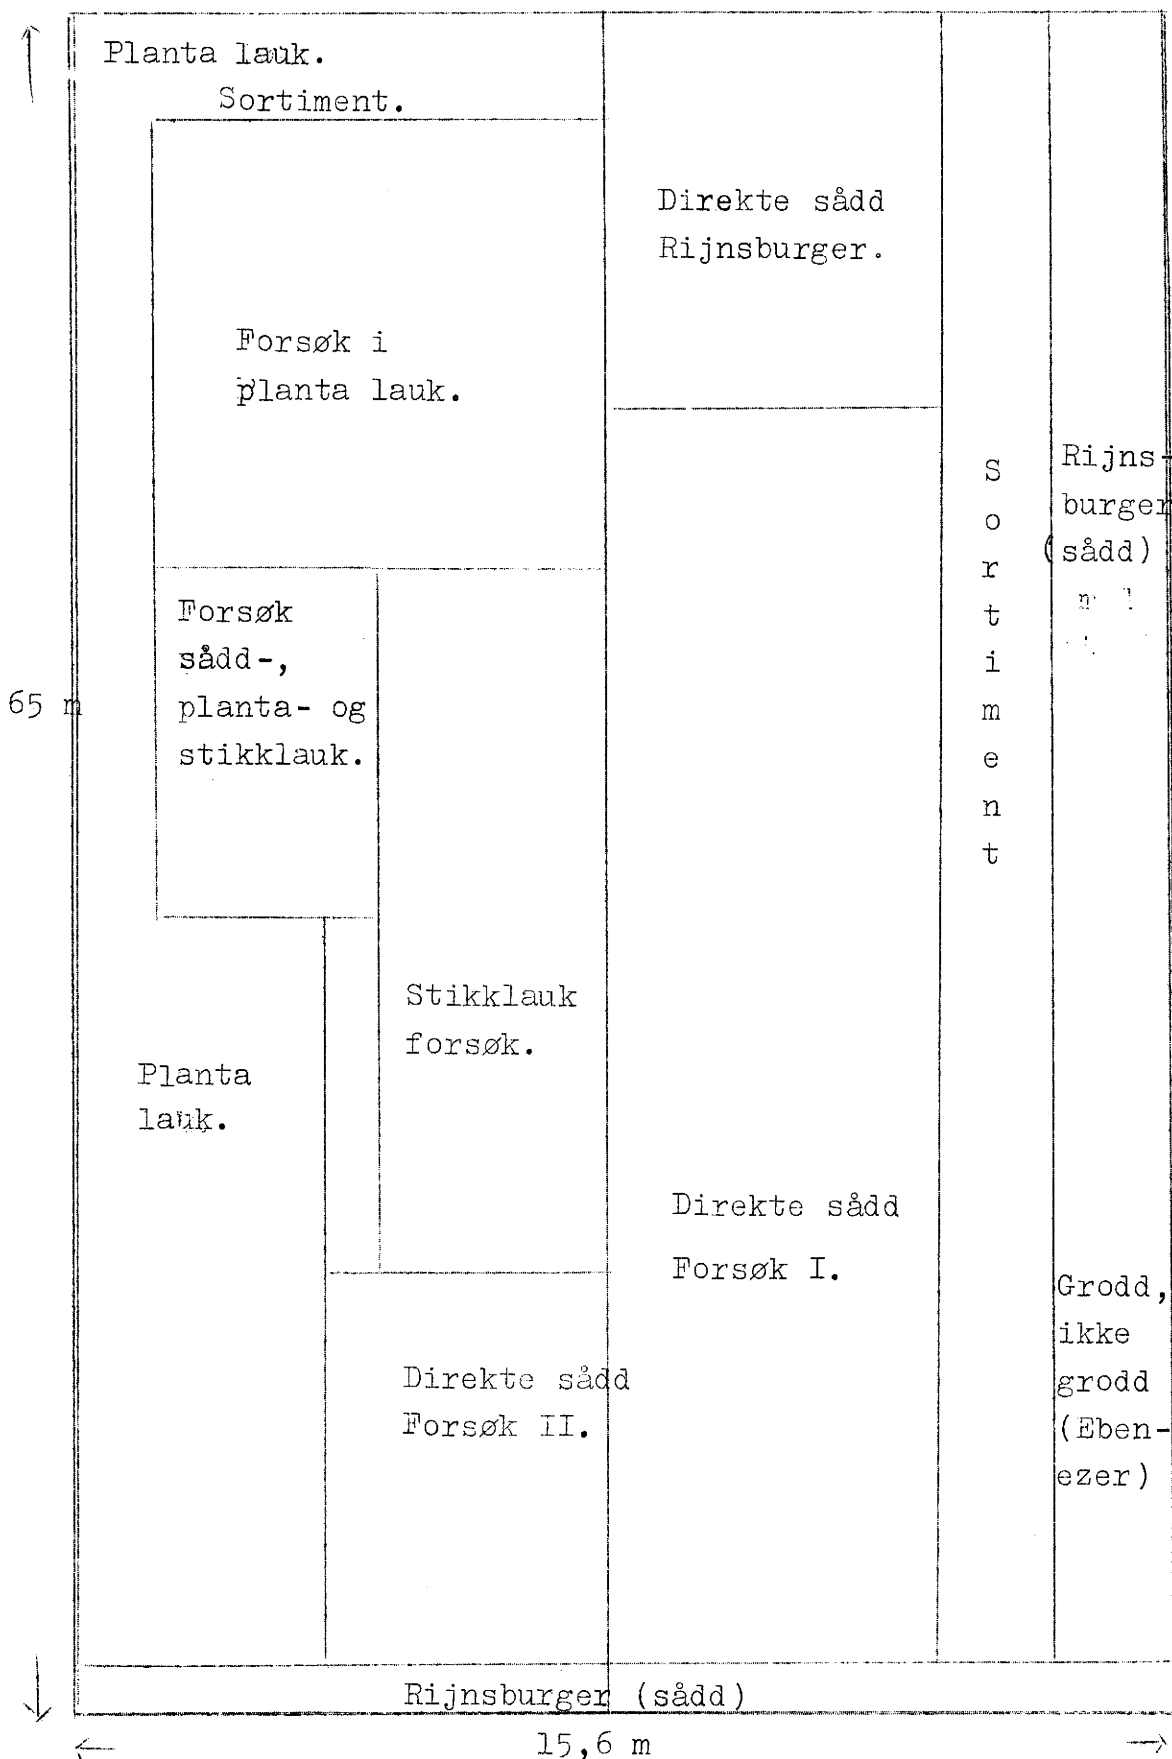 Planta lauk.
Sortiment.
Direkte sådd
Rijnsburger.
Forsøk i
planta lauk.
Sortiment
Rijns-
burger
(sådd)
Forsøk
sådd-,
planta- og
stikklauk.
65 m
Stikklauk
forsøk.
Planta
lauk.
Direkte sådd
Forsøk I.
Grodd,
ikke
grodd
(Eben-
ezer)
Direkte sådd
Forsøk II.
Rijnsburger (sådd)
15,6 m